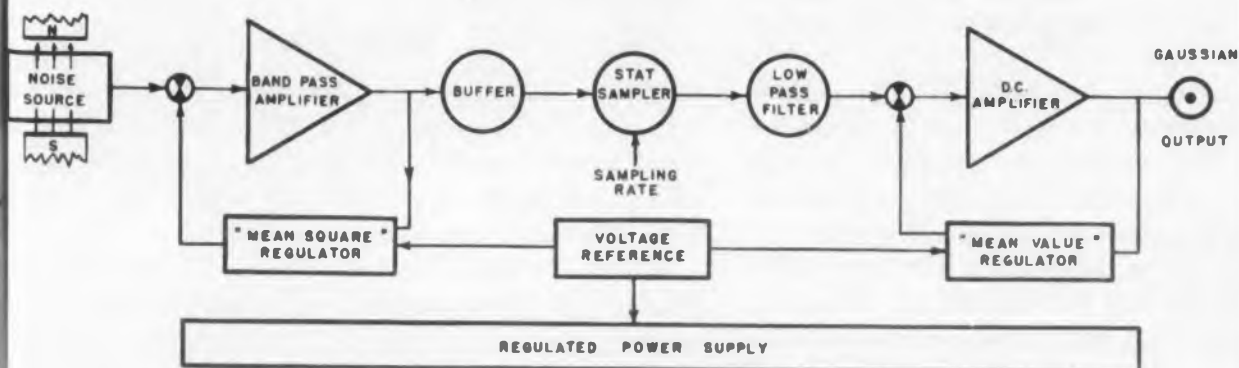 N
NOISE
SOURCE
S
BAND PASS
AMPLIFIER
BUFFER
STAT
SAMPLER
SAMPLING
RATE
LOW
PASS
FILTER
D.C.
AMPLIFIER
GAUSSIAN
OUTPUT
"MEAN SQUARE"
REGULATOR
VOLTAGE
REFERENCE
"MEAN VALUE"
REGULATOR
REGULATED POWER SUPPLY